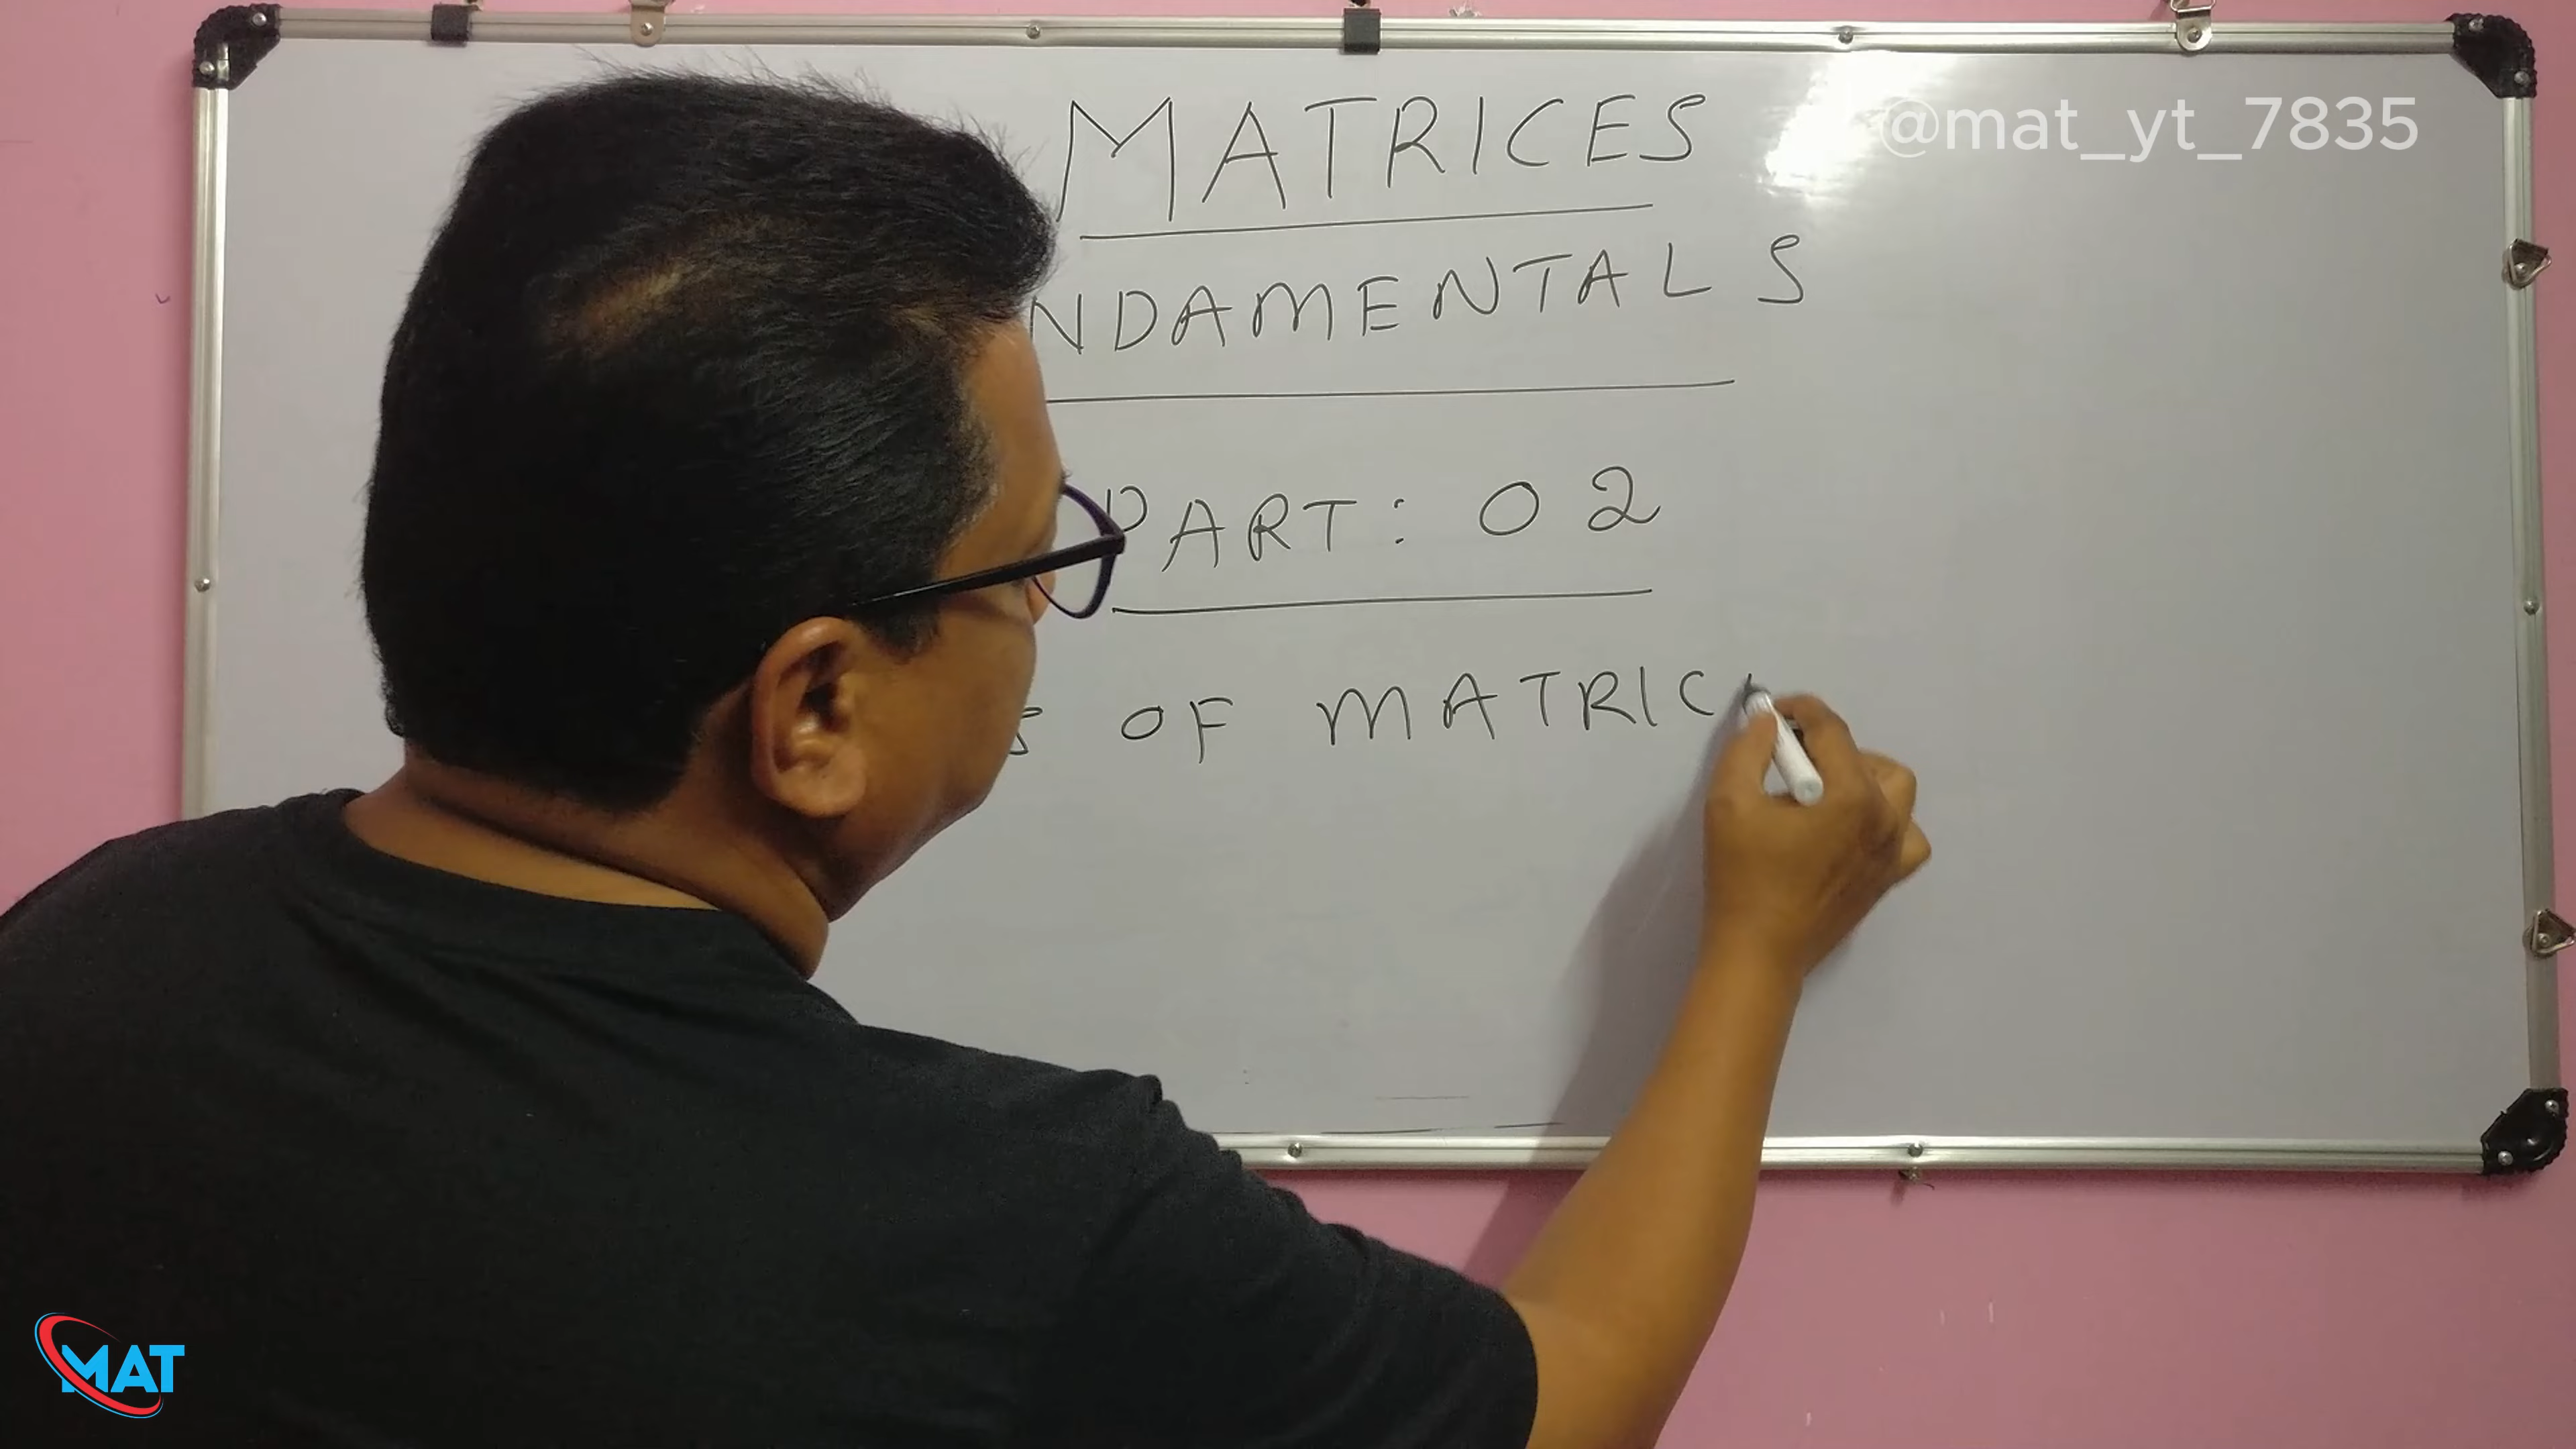 MATRICES
@mat_yt_7835
NDAMENTALS
PART: 02
S OF MATRIC
MAT